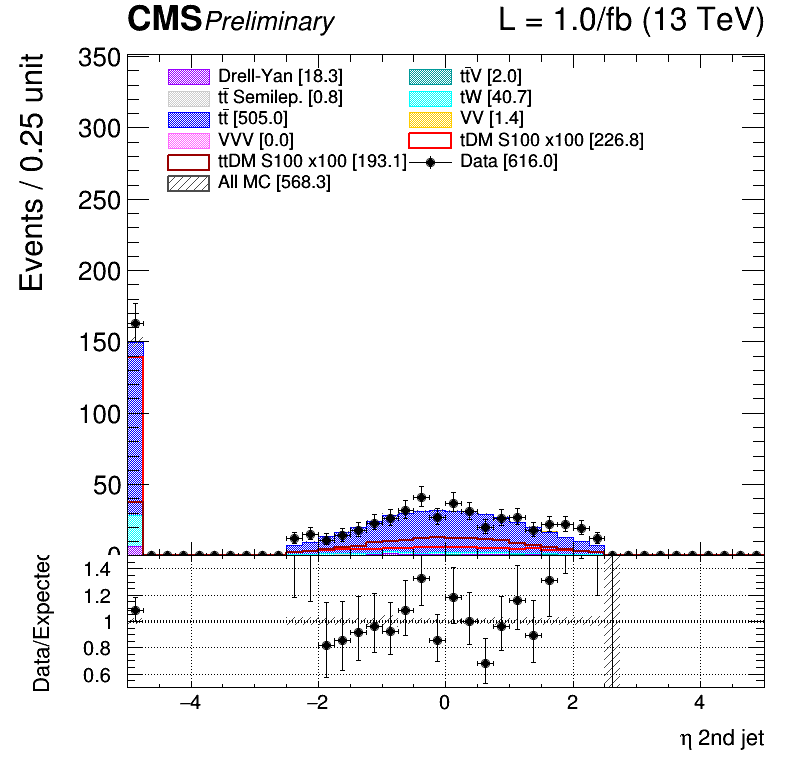 CMS Preliminary L = 1.0/fb (13 TeV)
Events / 0.25 unit
350
300
250
200
150
100
50
0
Drell-Yan [18.3]
tt̄V [2.0]
tt̄ Semilep. [0.8]
tW [40.7]
tt̄ [505.0]
VV [1.4]
VVV [0.0]
tDM S100 x100 [226.8]
ttDM S100 x100 [193.1]
Data [616.0]
All MC [568.3]
Data/Expected
1.4
1.2
1
0.8
0.6
−4 −2 0 2 4
η 2nd jet